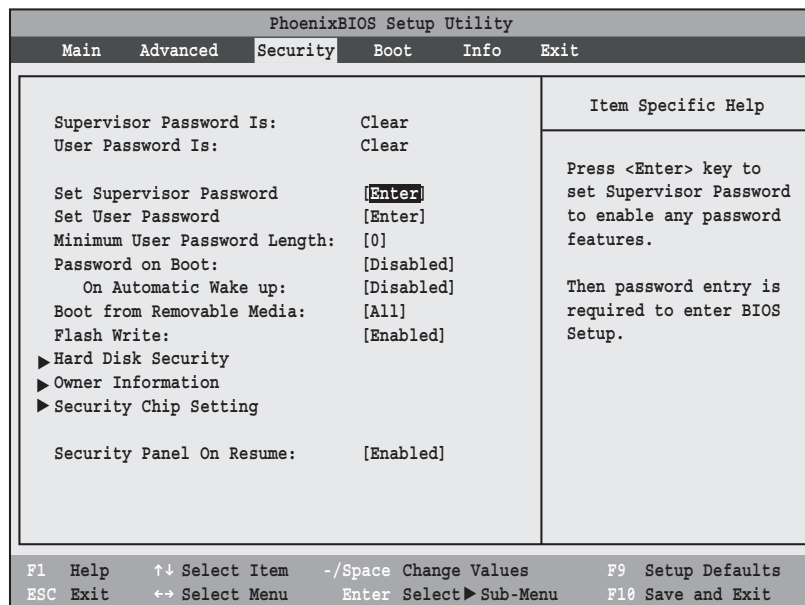 PhoenixBIOS Setup Utility
Main Advanced Security Boot Info Exit
Supervisor Password Is: Clear
User Password Is: Clear
Set Supervisor Password [Enter]
Set User Password [Enter]
Minimum User Password Length: [0]
Password on Boot: [Disabled]
On Automatic Wake up: [Disabled]
Boot from Removable Media: [All]
Flash Write: [Enabled]
▶Hard Disk Security
▶Owner Information
▶Security Chip Setting
Security Panel On Resume: [Enabled]
Item Specific Help
Press <Enter> key to
set Supervisor Password
to enable any password
features.
Then password entry is
required to enter BIOS
Setup.
F1 Help ↑↓ Select Item -/Space Change Values F9 Setup Defaults
ESC Exit ←→ Select Menu Enter Select▶Sub-Menu F10 Save and Exit